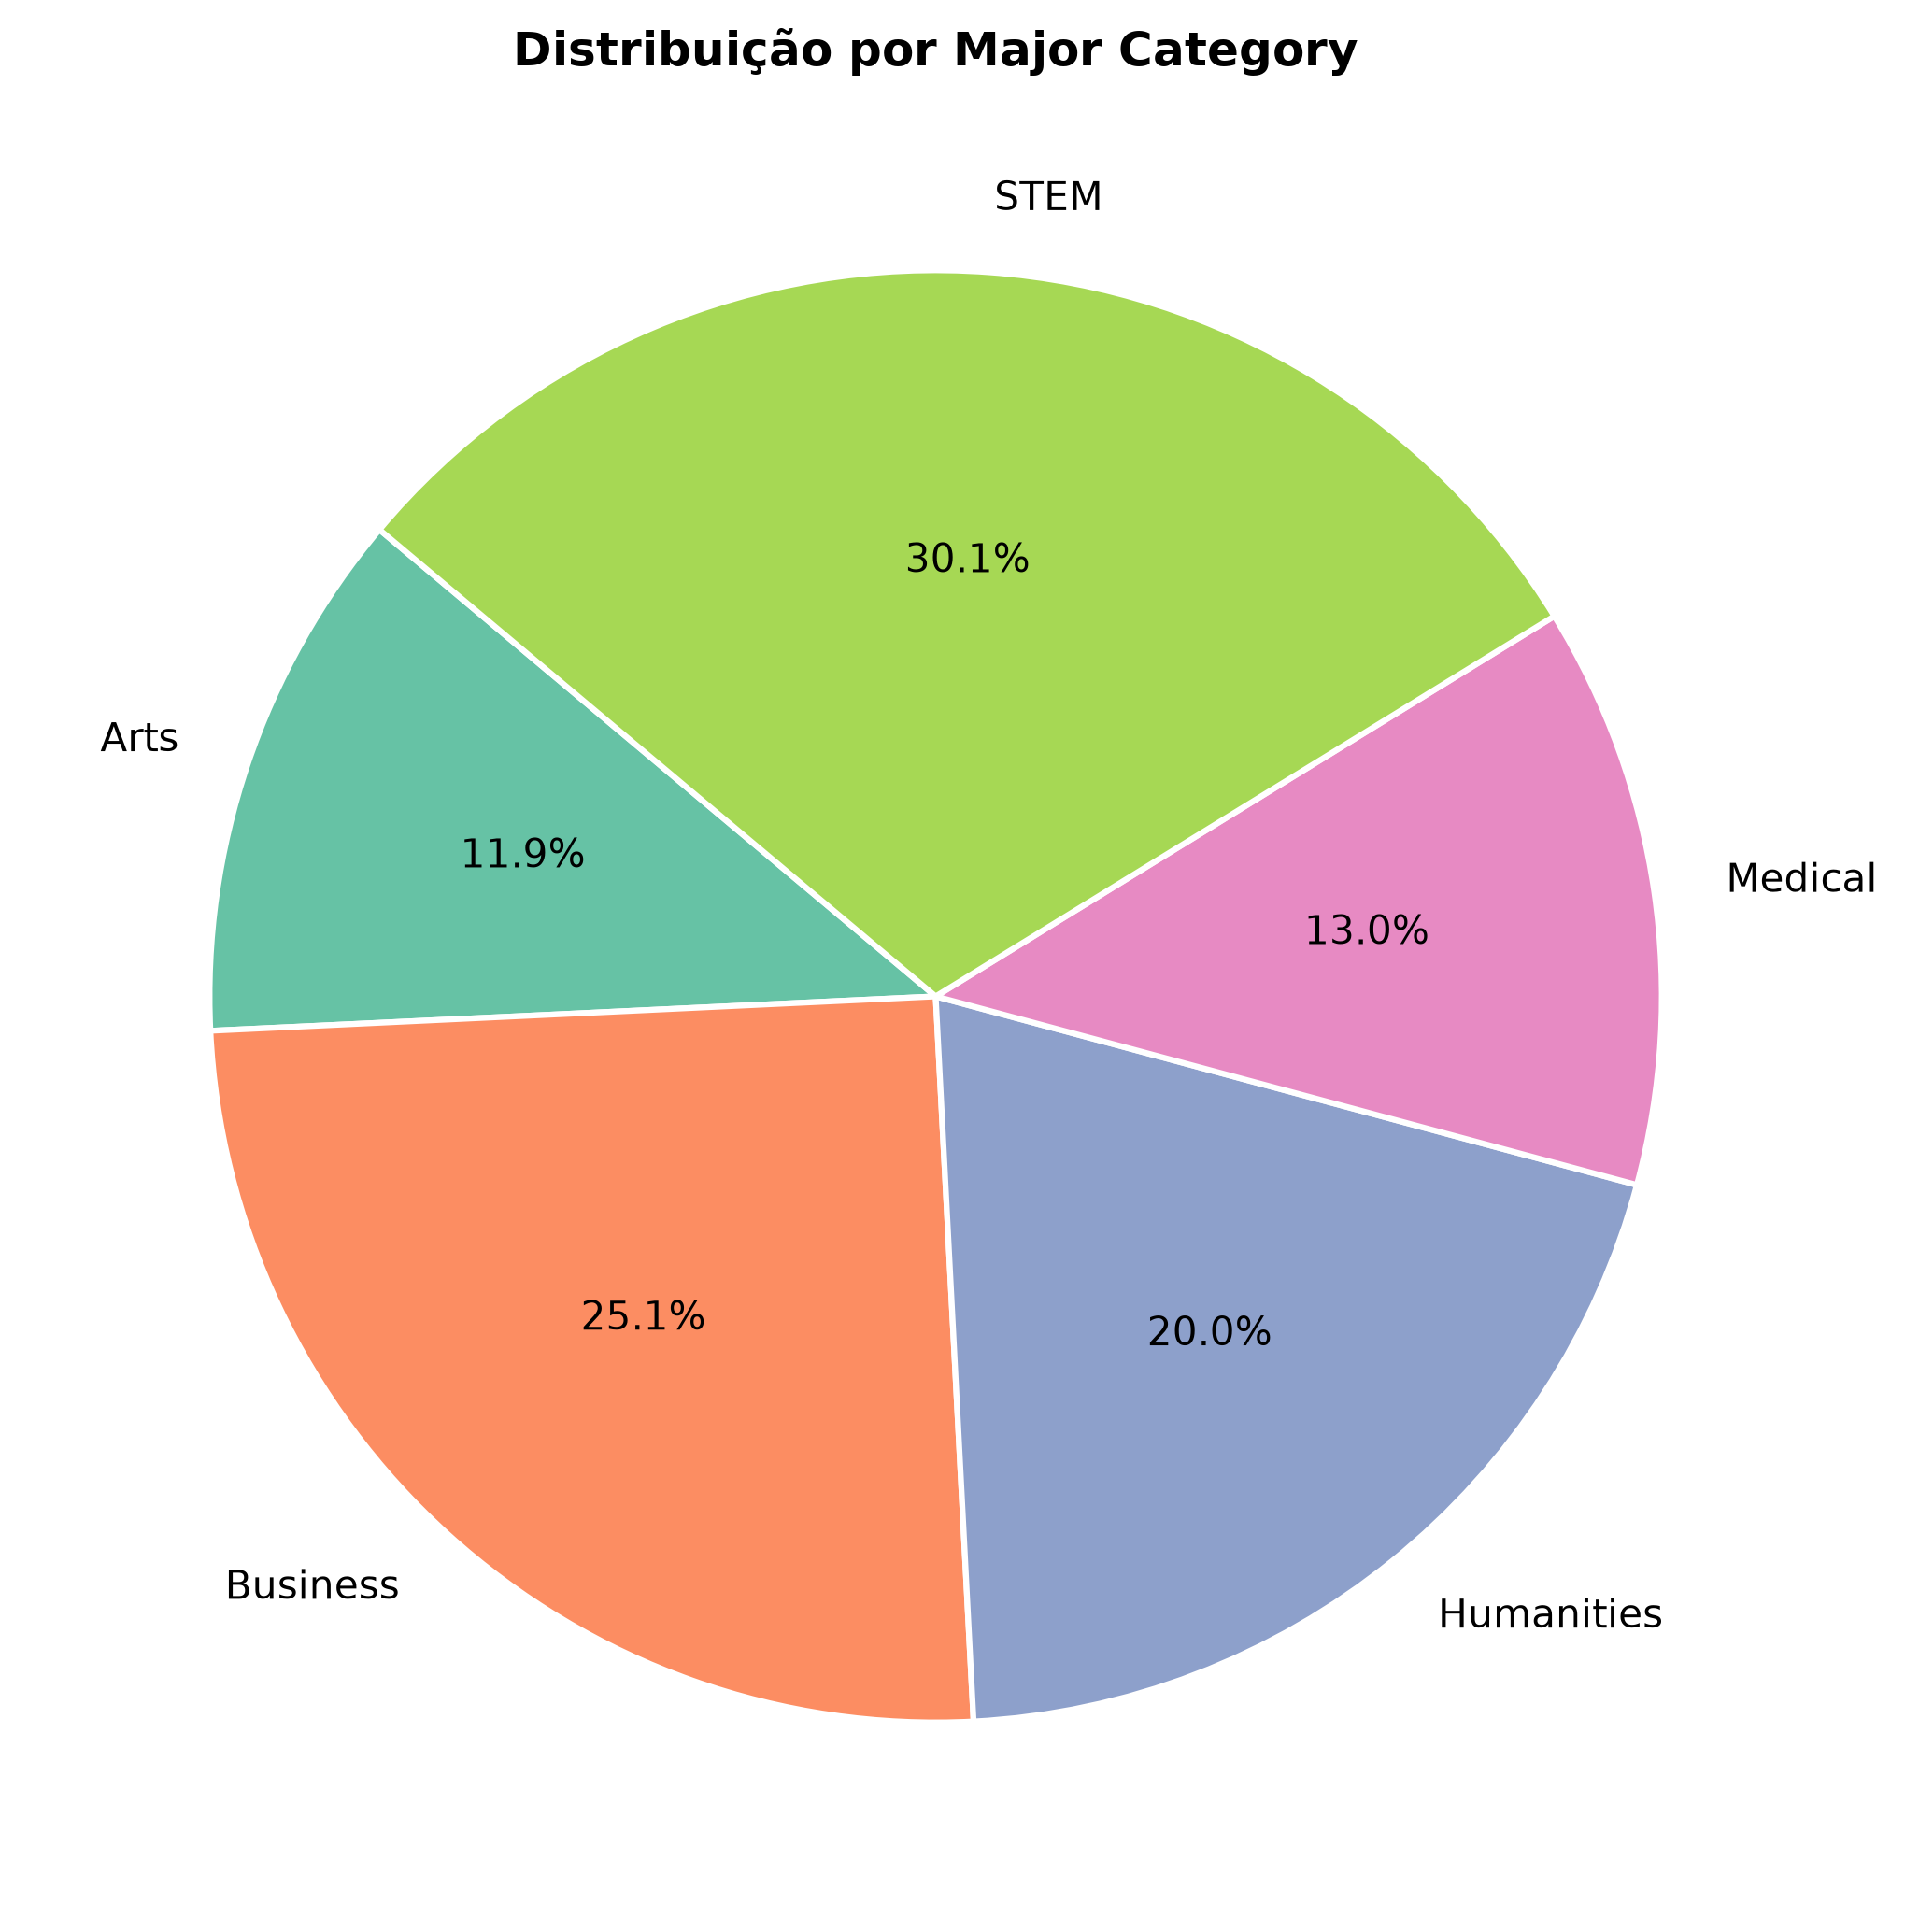 Distribuição por Major Category
STEM
30.1%
Arts
11.9%
Medical
13.0%
25.1%
20.0%
Business
Humanities